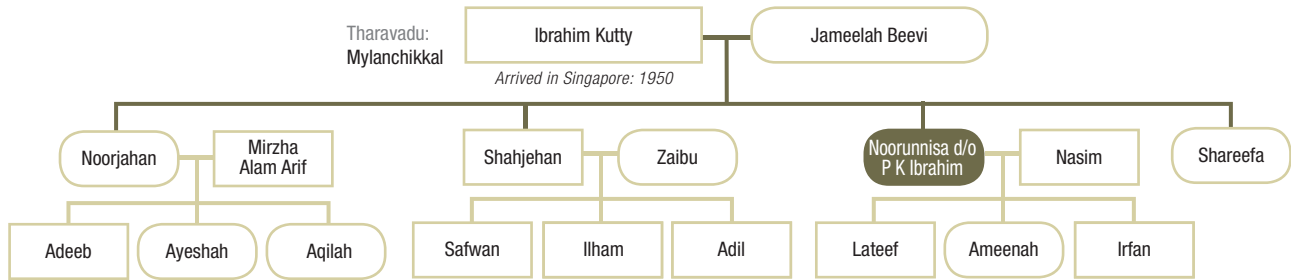 Tharavadu:
Mylanchikkal
Ibrahim Kutty
Jameelah Beevi
Arrived in Singapore: 1950
Noorjahan
Mirzha
Alam Arif
Shahjehan
Zaibu
Noorunnisa d/o
P K Ibrahim
Nasim
Shareefa
Adeeb
Ayeshah
Aqilah
Safwan
Ilham
Adil
Lateef
Ameenah
Irfan